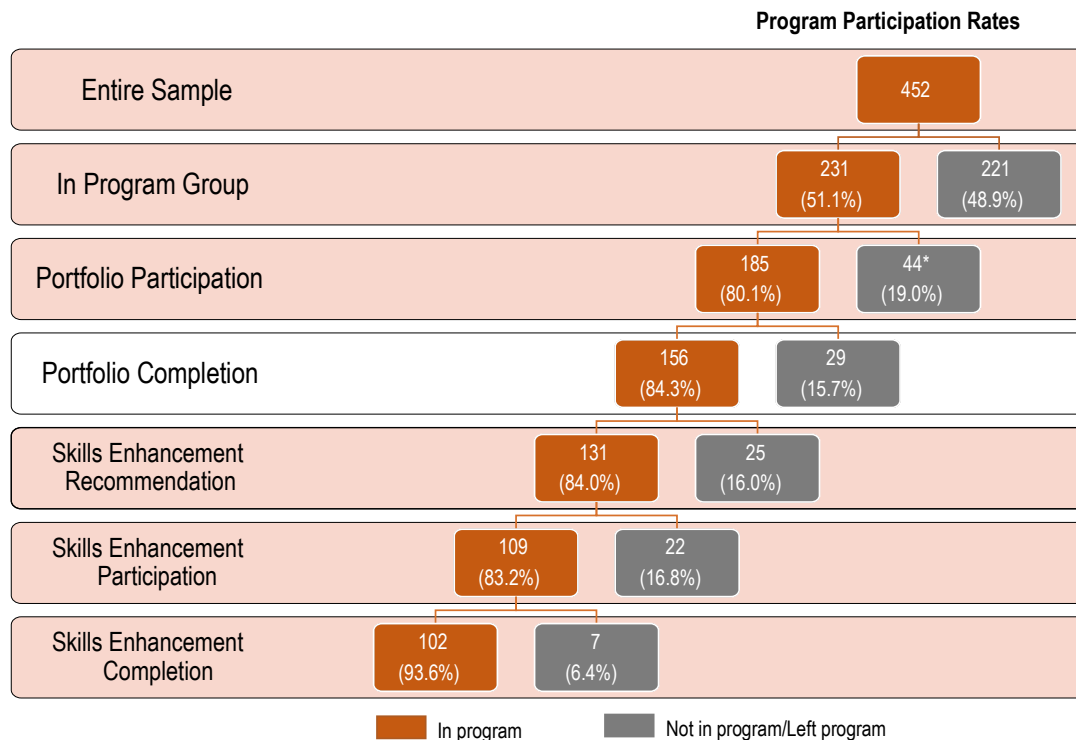 Program Participation Rates
Entire Sample
452
In Program Group
231
(51.1%)
221
(48.9%)
Portfolio Participation
185
(80.1%)
44*
(19.0%)
Portfolio Completion
156
(84.3%)
29
(15.7%)
Skills Enhancement
Recommendation
131
(84.0%)
25
(16.0%)
Skills Enhancement
Participation
109
(83.2%)
22
(16.8%)
Skills Enhancement
Completion
102
(93.6%)
7
(6.4%)
In program
Not in program/Left program